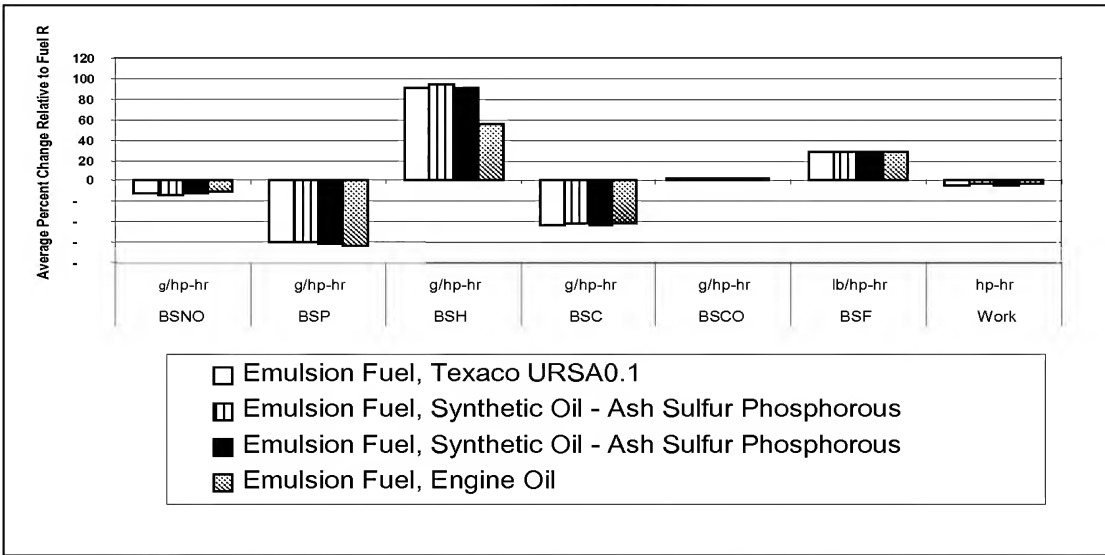 Average Percent Change Relative to Fuel R
120
100
80
60
40
20
0
-
-
-
-
g/hp-hr g/hp-hr g/hp-hr g/hp-hr g/hp-hr lb/hp-hr hp-hr
BSNO BSP BSH BSC BSCO BSF Work
Emulsion Fuel, Texaco URSA0.1
Emulsion Fuel, Synthetic Oil - Ash Sulfur Phosphorous
Emulsion Fuel, Synthetic Oil - Ash Sulfur Phosphorous
Emulsion Fuel, Engine Oil